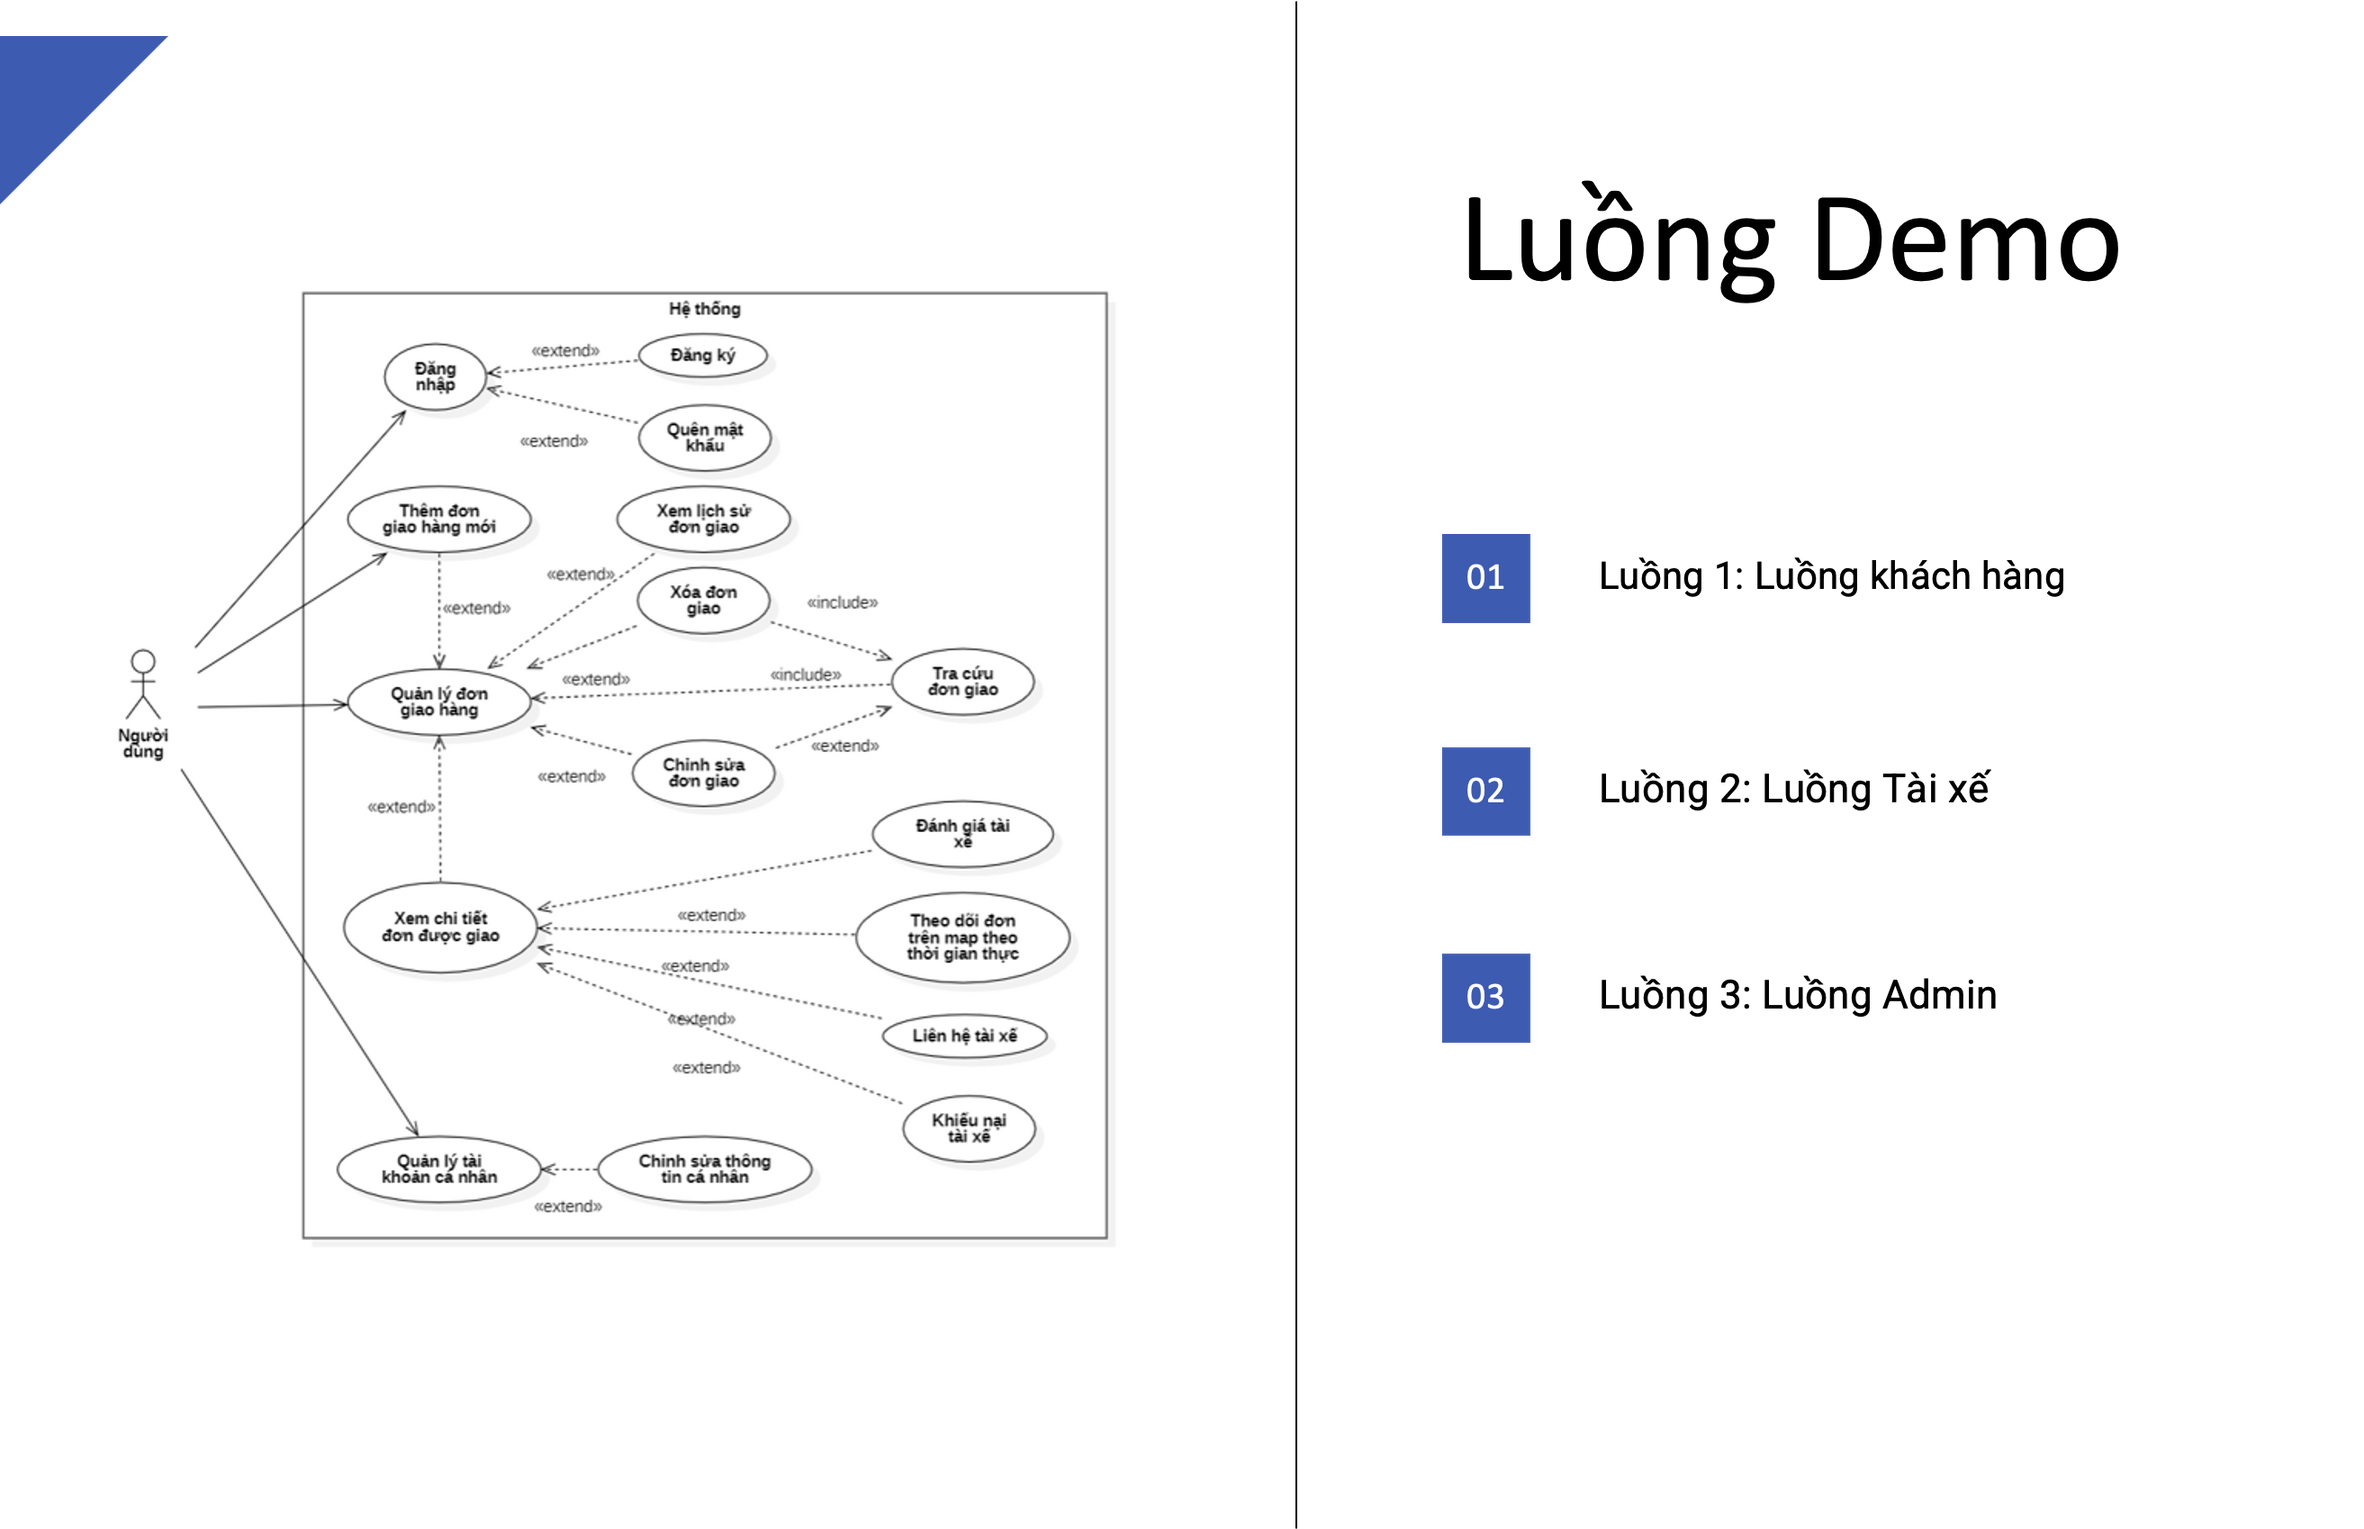 Hệ thống
Đăng
nhập
«extend»
Đăng ký
«extend»
Quên mật
khẩu
Thêm đơn
giao hàng mới
Xem lịch sử
đơn giao
«extend»
«extend»
Xóa đơn
giao
«include»
Người
dùng
Quản lý đơn
giao hàng
«extend»
«include»
Tra cứu
đơn giao
«extend»
Chỉnh sửa
đơn giao
«extend»
«extend»
Đánh giá tài
xế
Xem chi tiết
đơn được giao
«extend»
Theo dõi đơn
trên map theo
thời gian thực
«extend»
«extend»
Liên hệ tài xế
«extend»
Khiếu nại
tài xế
Quản lý tài
khoản cá nhân
Chỉnh sửa thông
tin cá nhân
«extend»
Luồng Demo
01 Luồng 1: Luồng khách hàng
02 Luồng 2: Luồng Tài xế
03 Luồng 3: Luồng Admin